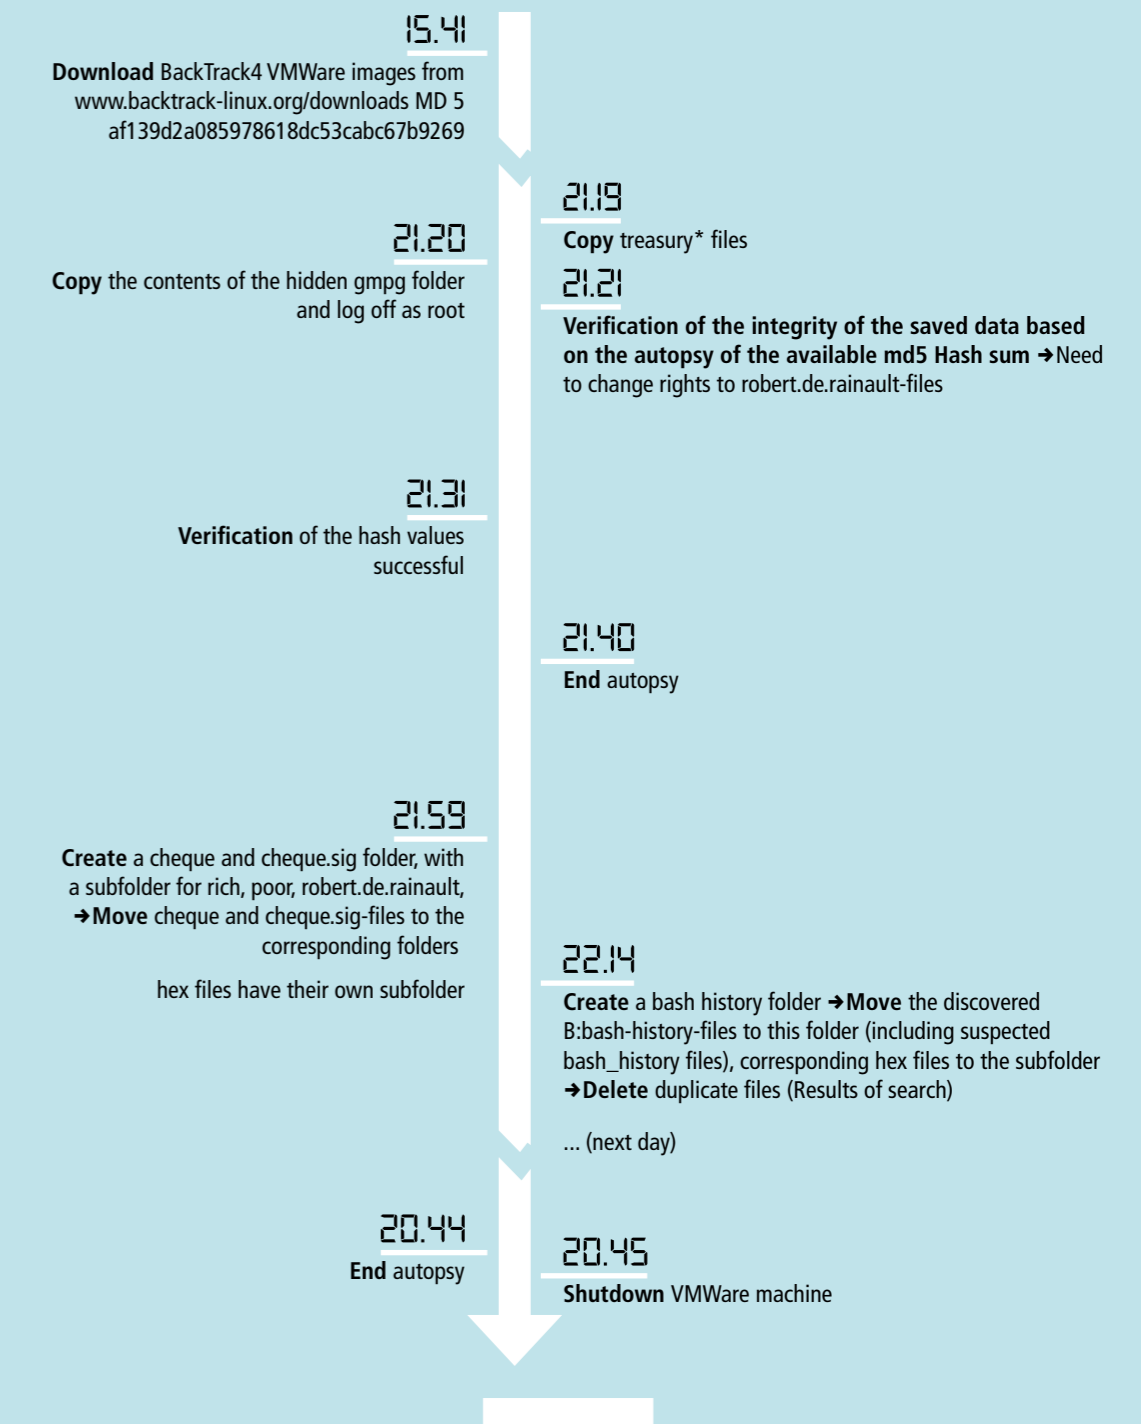 15.41
Download BackTrack4 VMWare images from
www.backtrack-linux.org/downloads MD 5
af139d2a085978618dc53cabc67b9269
21.19
Copy treasury* files
21.20
Copy the contents of the hidden gmpg folder
and log off as root
21.21
Verification of the integrity of the saved data based
on the autopsy of the available md5 Hash sum ➔Need
to change rights to robert.de.rainault-files
21.31
Verification of the hash values
successful
21.40
End autopsy
21.59
Create a cheque and cheque.sig folder, with
a subfolder for rich, poor, robert.de.rainault,
➔Move cheque and cheque.sig-files to the
corresponding folders
hex files have their own subfolder
22.14
Create a bash history folder ➔Move the discovered
B:bash-history-files to this folder (including suspected
bash_history files), corresponding hex files to the subfolder
➔Delete duplicate files (Results of search)
... (next day)
20.44
End autopsy
20.45
Shutdown VMWare machine